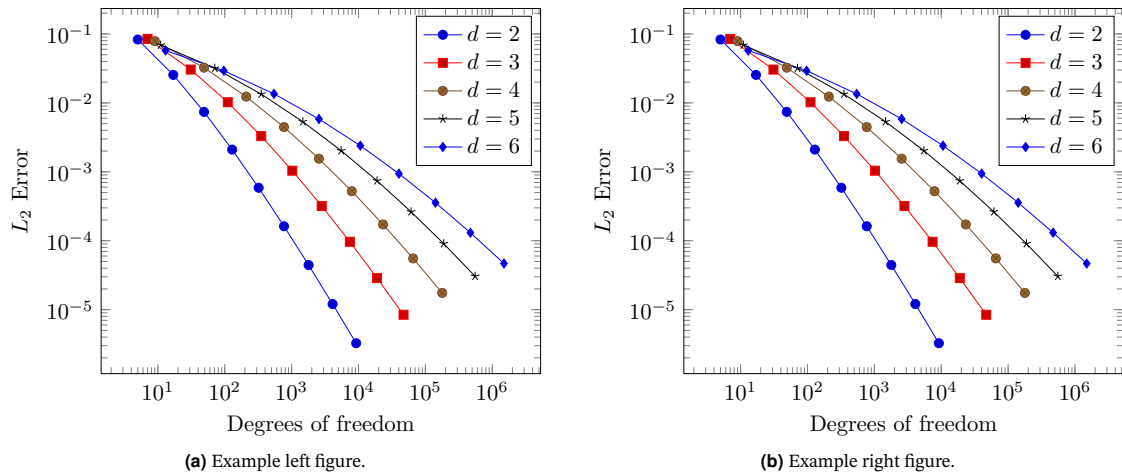 10^{-1}
10^{-2}
10^{-3}
10^{-4}
10^{-5}
L_2 Error
10^1 10^2 10^3 10^4 10^5 10^6
Degrees of freedom
d = 2
d = 3
d = 4
d = 5
d = 6
(a) Example left figure.
10^{-1}
10^{-2}
10^{-3}
10^{-4}
10^{-5}
L_2 Error
10^1 10^2 10^3 10^4 10^5 10^6
Degrees of freedom
d = 2
d = 3
d = 4
d = 5
d = 6
(b) Example right figure.